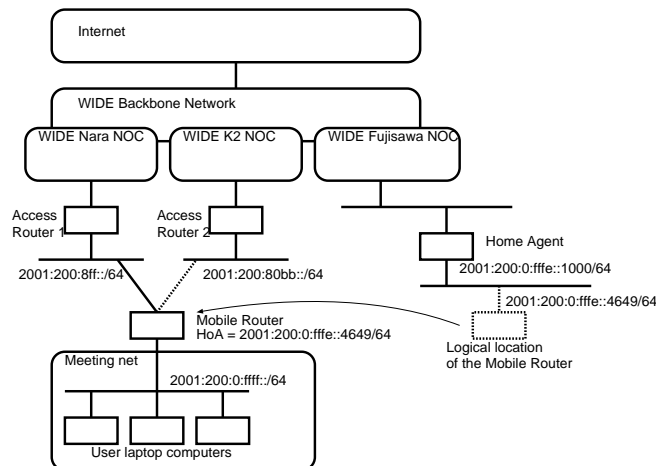 Internet
WIDE Backbone Network
WIDE Nara NOC
WIDE K2 NOC
WIDE Fujisawa NOC
Access
Router 1
Access
Router 2
Home Agent
2001:200:8ff::/64
2001:200:80bb::/64
2001:200:0:fffe::1000/64
2001:200:0:fffe::4649/64
Mobile Router
HoA = 2001:200:0:fffe::4649/64
Logical location
of the Mobile Router
Meeting net
2001:200:0:ffff::/64
User laptop computers